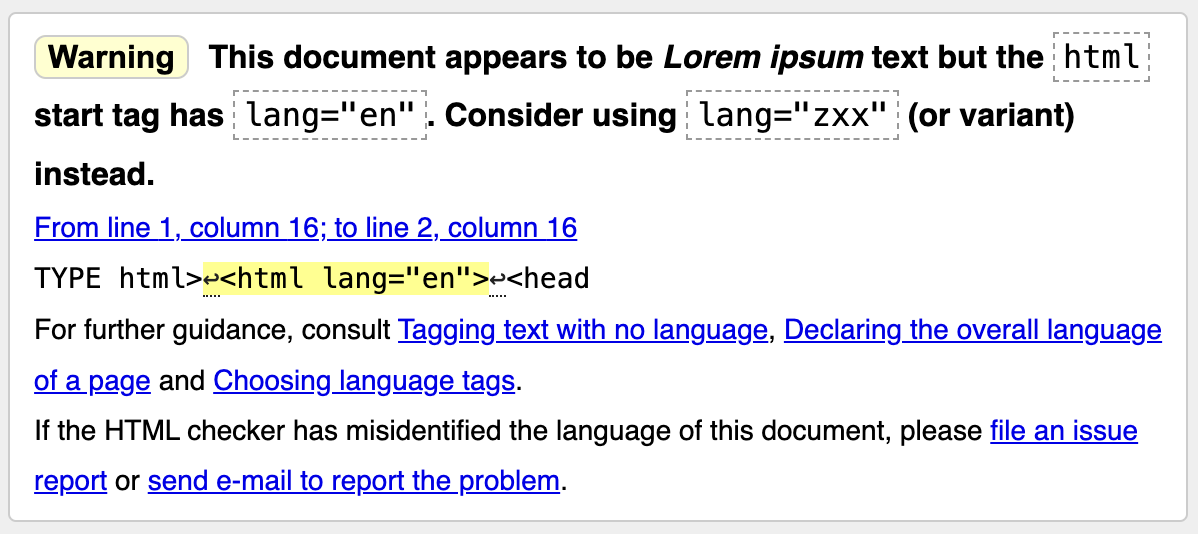 Warning This document appears to be Lorem ipsum text but the html
start tag has lang="en". Consider using lang="zxx" (or variant)
instead.
From line 1, column 16; to line 2, column 16
TYPE html>↩<html lang="en">↩<head
For further guidance, consult Tagging text with no language, Declaring the overall language
of a page and Choosing language tags.
If the HTML checker has misidentified the language of this document, please file an issue
report or send e-mail to report the problem.